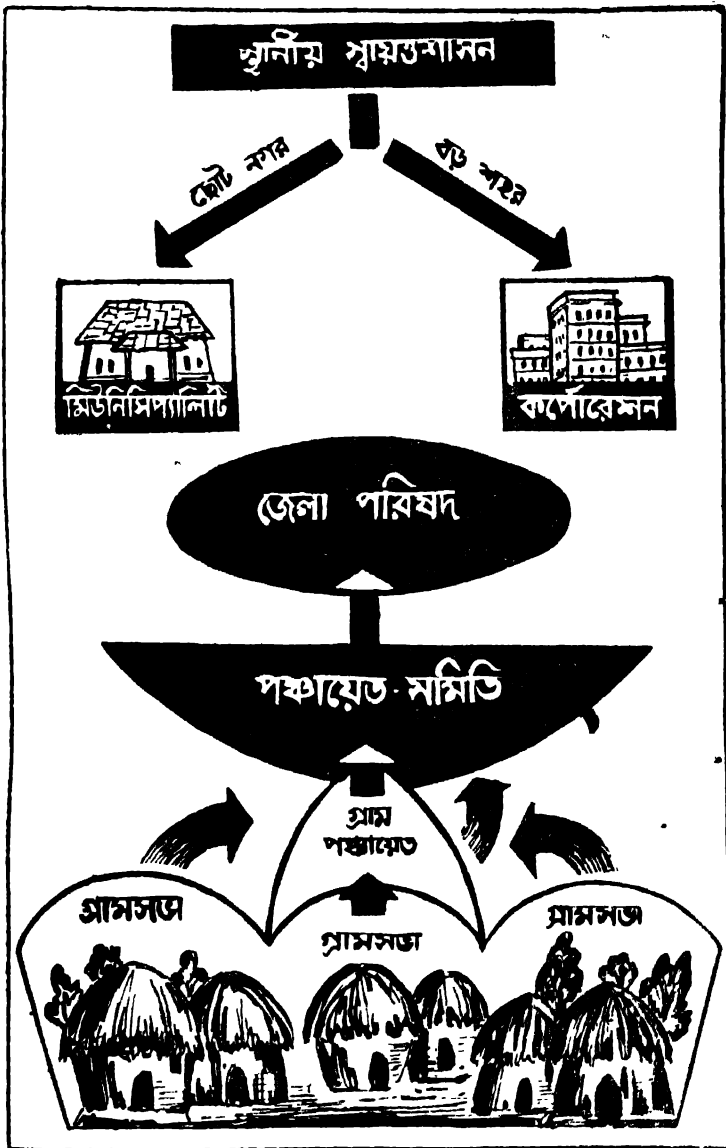 স্থানীয় স্বায়ত্তশাসন
ছোট নগর
বড় শহর
মিউনিসিপ্যালিটি
কর্পোরেশন
জেলা পরিষদ
পঞ্চায়েত সমিতি
গ্রাম
পঞ্চায়েত
গ্রামসভা
গ্রামসভা
গ্রামসভা